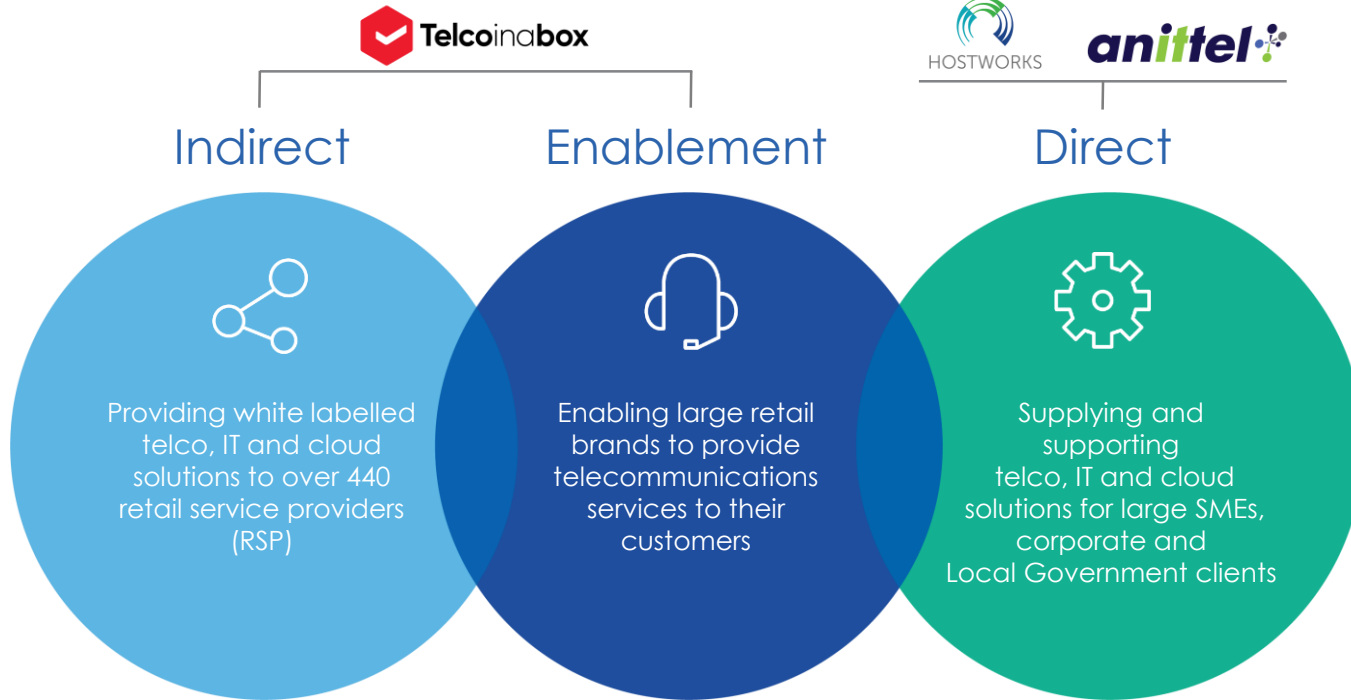 Telcoinabox
HOSTWORKS
anittel
Indirect
Enablement
Direct
Providing white labelled
telco, IT and cloud
solutions to over 440
retail service providers
(RSP)
Enabling large retail
brands to provide
telecommunications
services to their
customers
Supplying and
supporting
telco, IT and cloud
solutions for large SMEs,
corporate and
Local Government clients